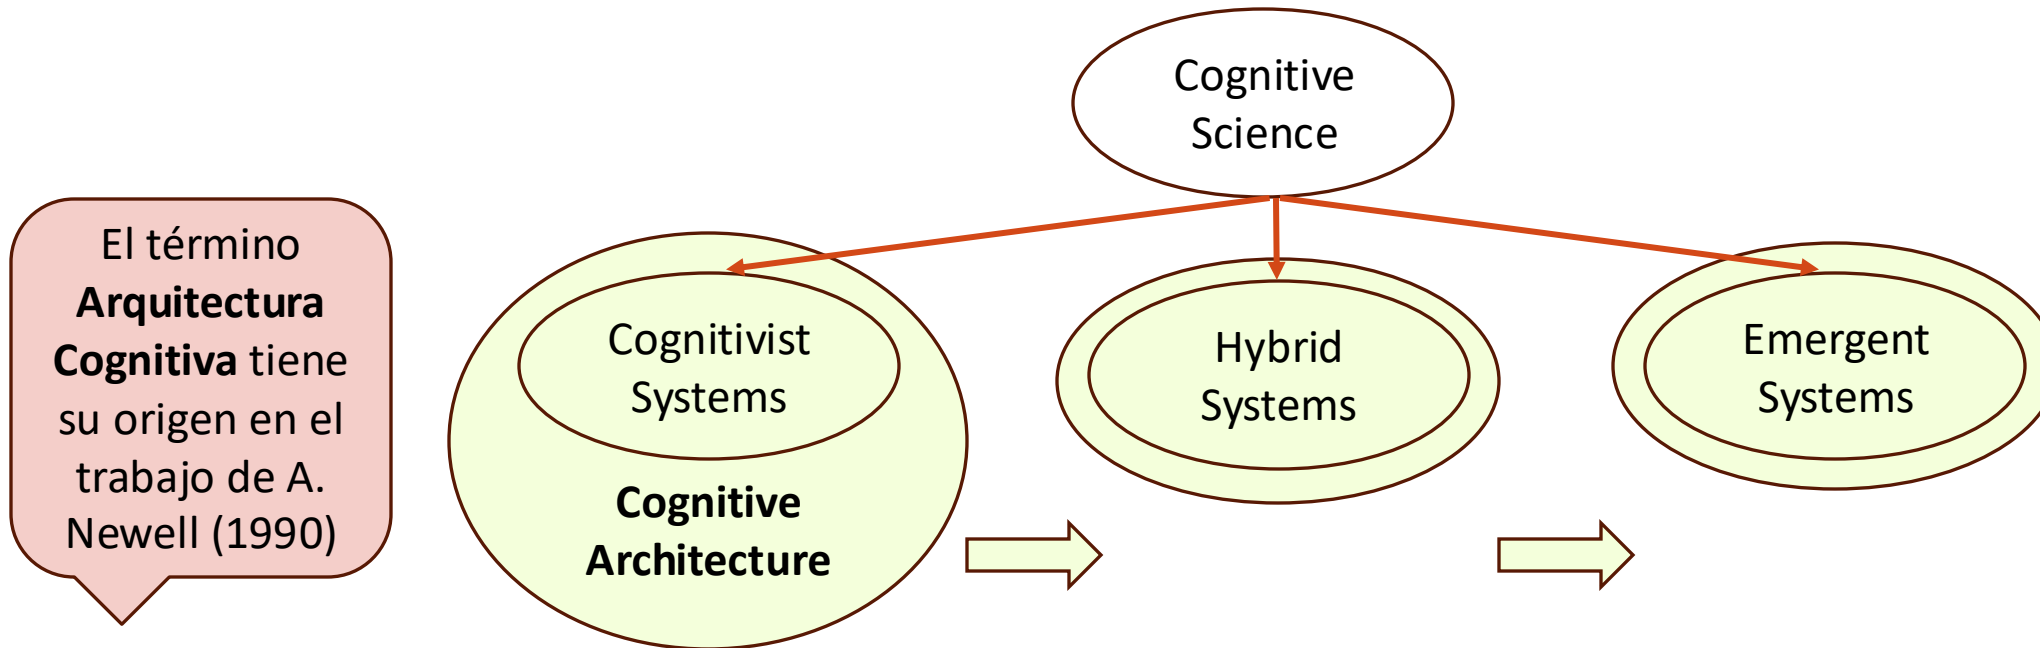 Cognitive
Science
El término
Arquitectura
Cognitiva tiene
su origen en el
trabajo de A.
Newell (1990)
Cognitivist
Systems
Cognitive
Architecture
Hybrid
Systems
Emergent
Systems